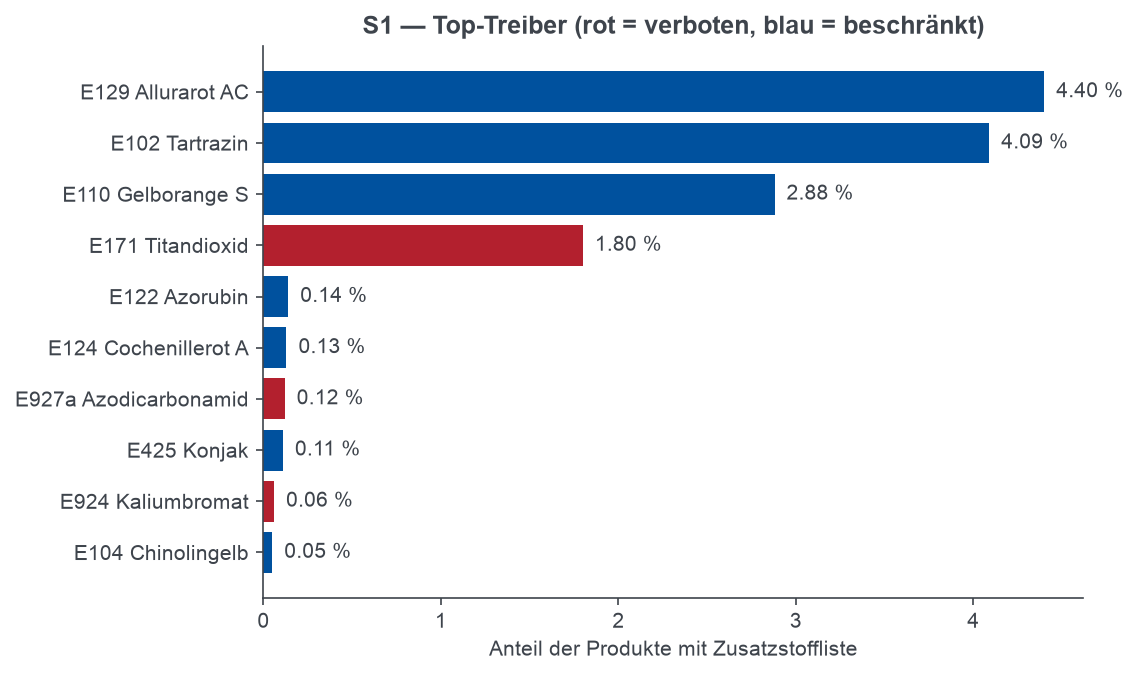 S1 — Top-Treiber (rot = verboten, blau = beschränkt)
E129 Allurarot AC 4.40 %
E102 Tartrazin 4.09 %
E110 Gelborange S 2.88 %
E171 Titandioxid 1.80 %
E122 Azorubin 0.14 %
E124 Cochenillerot A 0.13 %
E927a Azodicarbonamid 0.12 %
E425 Konjak 0.11 %
E924 Kaliumbromat 0.06 %
E104 Chinolingelb 0.05 %
0 1 2 3 4
Anteil der Produkte mit Zusatzstoffliste